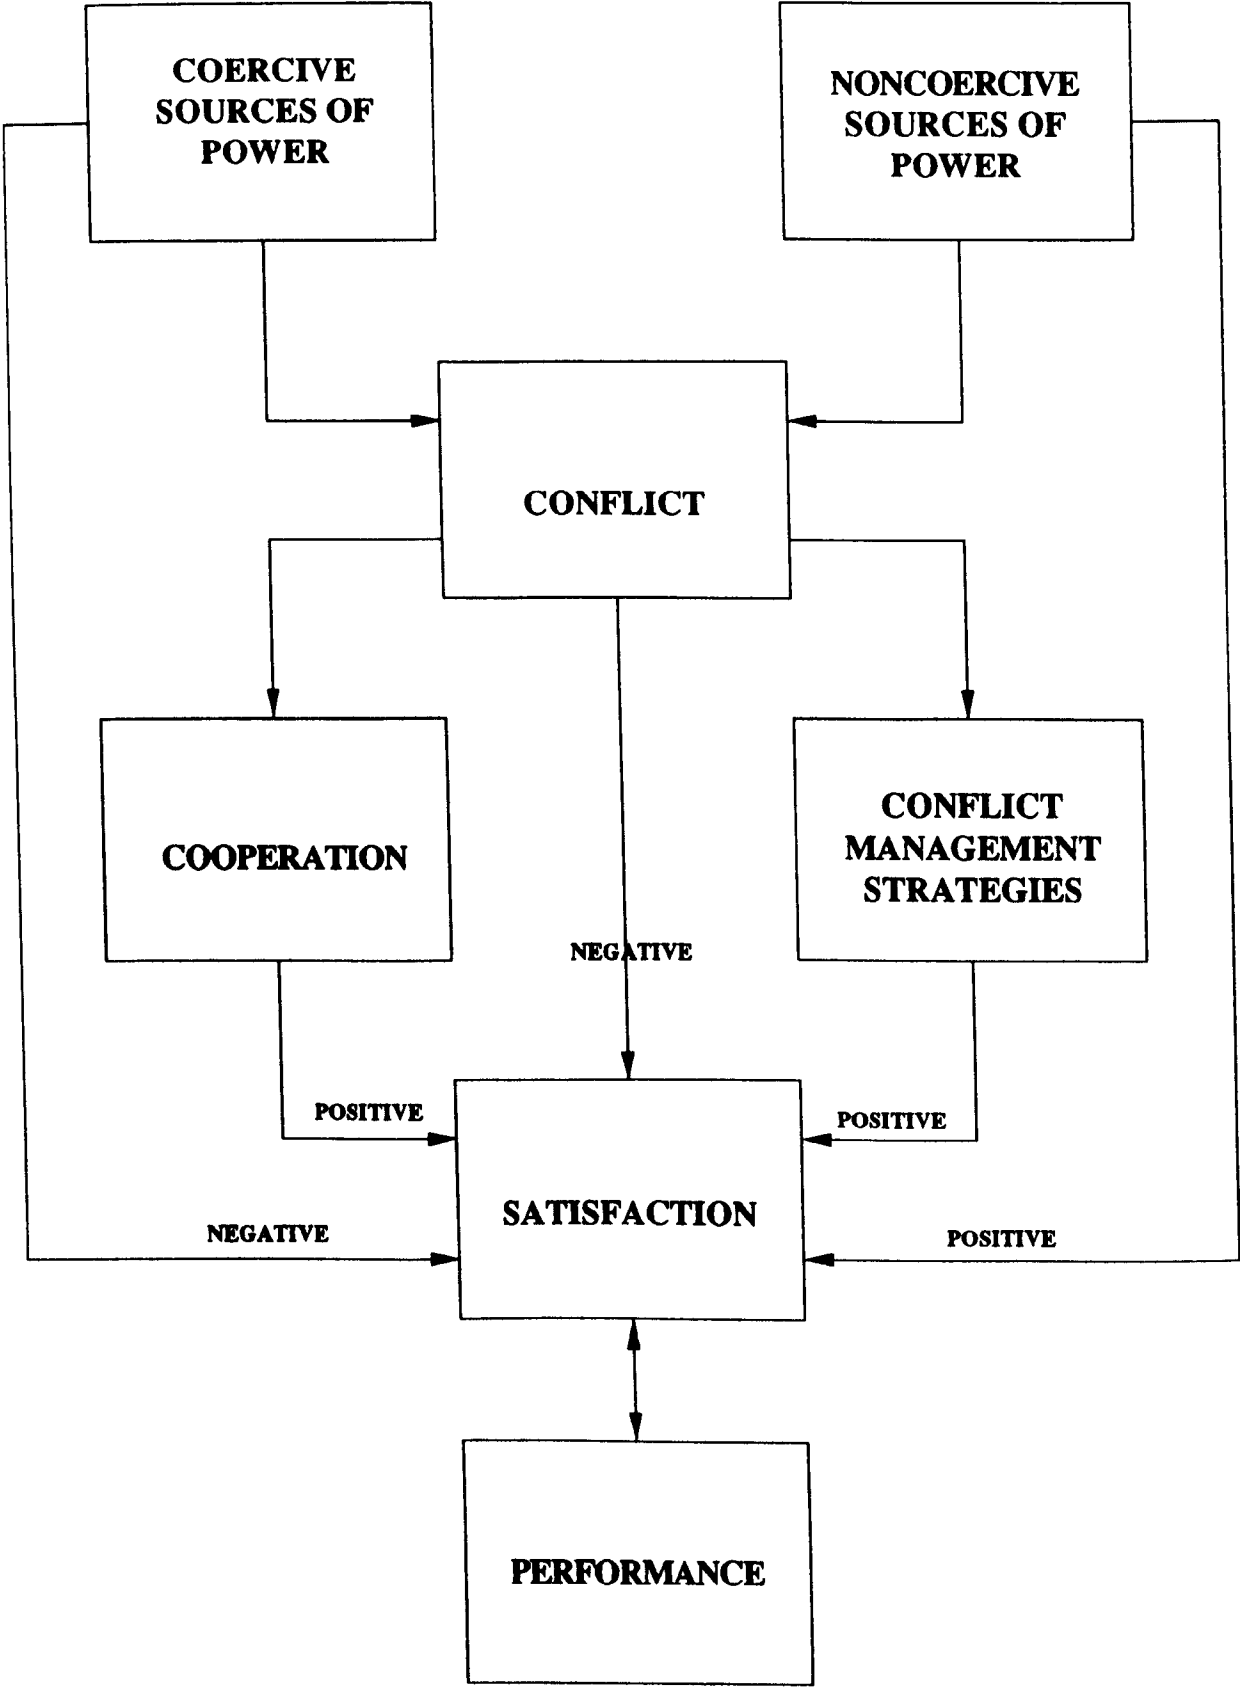 COERCIVE
SOURCES OF
POWER
NONCOERCIVE
SOURCES OF
POWER
CONFLICT
COOPERATION
CONFLICT
MANAGEMENT
STRATEGIES
NEGATIVE
POSITIVE
POSITIVE
SATISFACTION
NEGATIVE
POSITIVE
PERFORMANCE